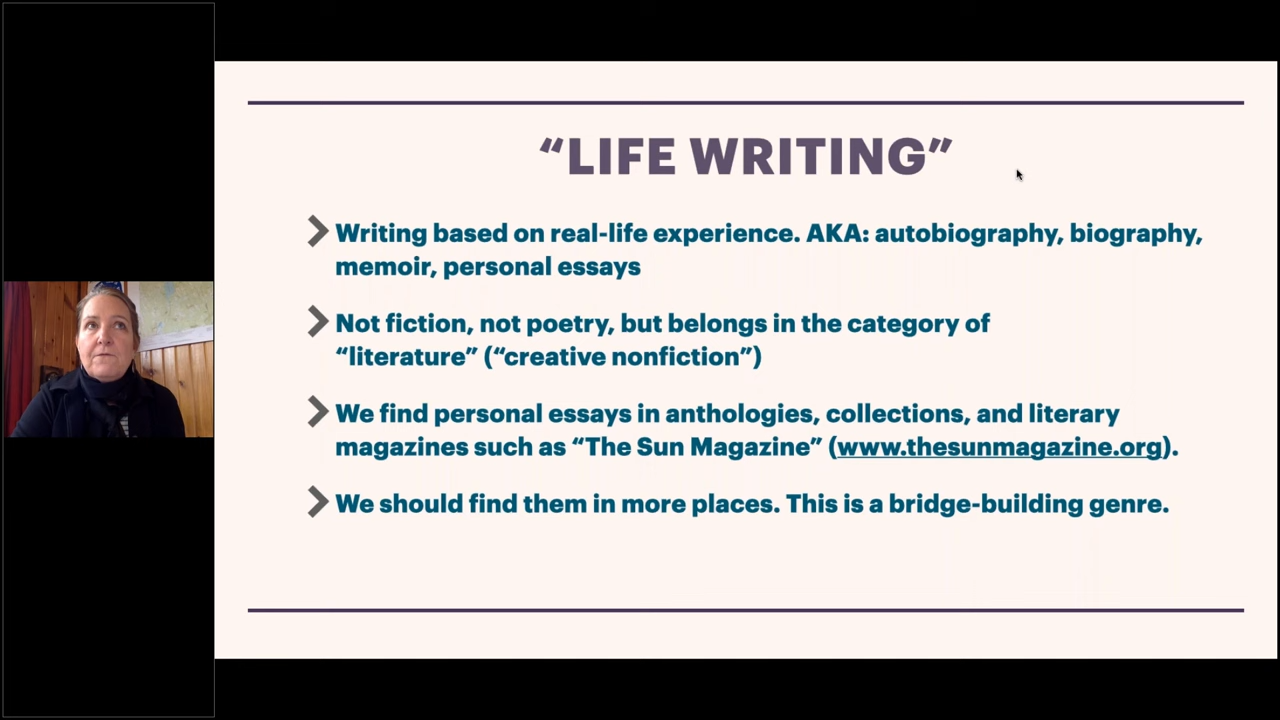 “LIFE WRITING”
Writing based on real-life experience. AKA: autobiography, biography,
memoir, personal essays
Not fiction, not poetry, but belongs in the category of
“literature” (“creative nonfiction”)
We find personal essays in anthologies, collections, and literary
magazines such as “The Sun Magazine” (www.thesunmagazine.org).
We should find them in more places. This is a bridge-building genre.